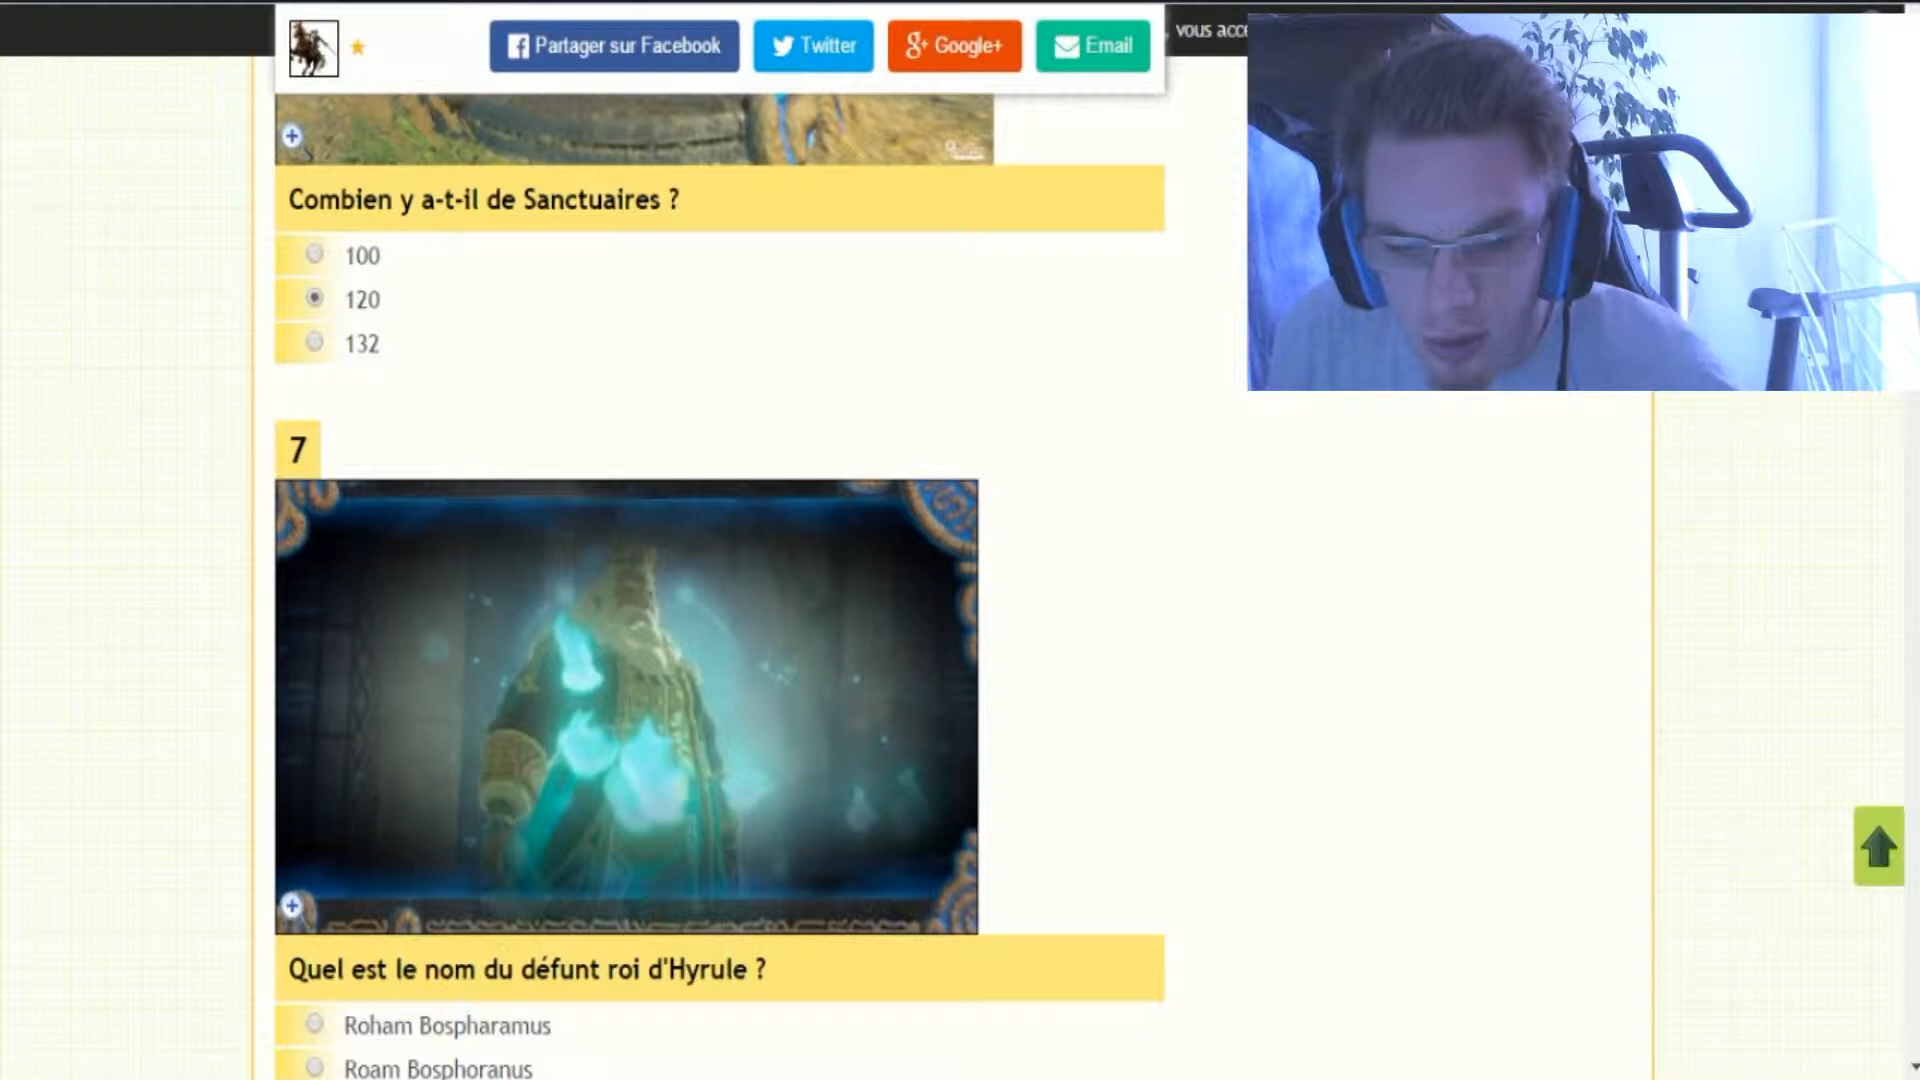 Partager sur Facebook
Twitter
g+ Google+
Email
vous acc
Combien y a-t-il de Sanctuaires ?
100
120
132
7
Quel est le nom du défunt roi d'Hyrule ?
Roham Bospharamus
Roam Bosphoranus